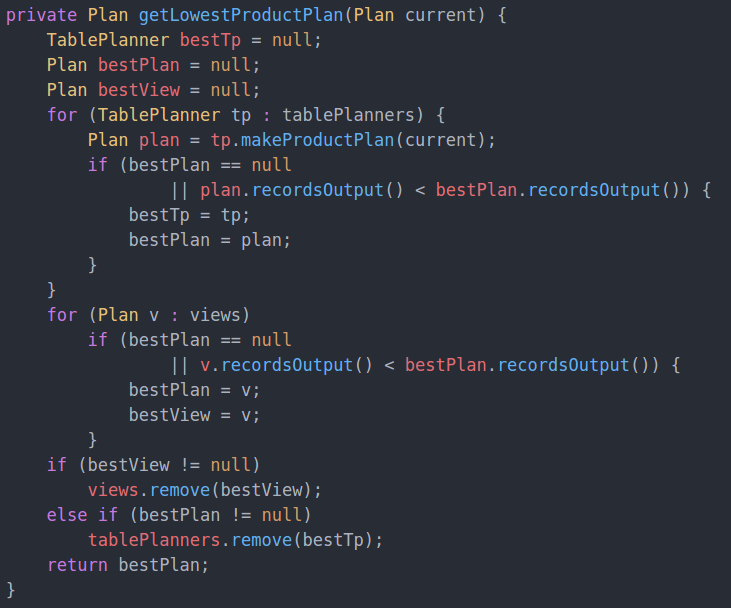 private Plan getLowestProductPlan(Plan current) {
    TablePlanner bestTp = null;
    Plan bestPlan = null;
    Plan bestView = null;
    for (TablePlanner tp : tablePlanners) {
        Plan plan = tp.makeProductPlan(current);
        if (bestPlan == null
                || plan.recordsOutput() < bestPlan.recordsOutput()) {
            bestTp = tp;
            bestPlan = plan;
        }
    }
    for (Plan v : views)
        if (bestPlan == null
                || v.recordsOutput() < bestPlan.recordsOutput()) {
            bestPlan = v;
            bestView = v;
        }
    if (bestView != null)
        views.remove(bestView);
    else if (bestPlan != null)
        tablePlanners.remove(bestTp);
    return bestPlan;
}